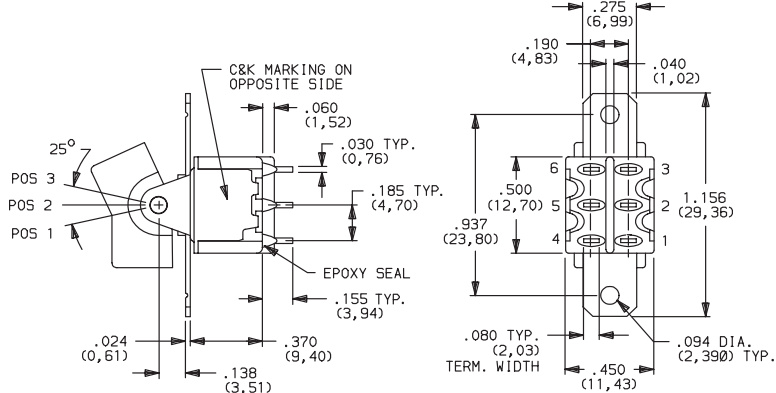 C&K MARKING ON
OPPOSITE SIDE
.060
(1,52)
.030 TYP.
(0,76)
25°
POS 3
POS 2
POS 1
.185 TYP.
(4,70)
EPOXY SEAL
.155 TYP.
(3,94)
.024
(0,61)
.370
(9,40)
.138
(3.51)
.275
(6,99)
.190
(4,83)
.040
(1,02)
6
3
5
2
4
1
.500
(12,70)
.937
(23,80)
1.156
(29,36)
.080 TYP.
(2,03)
TERM. WIDTH
.094 DIA.
(2,390) TYP.
.450
(11,43)